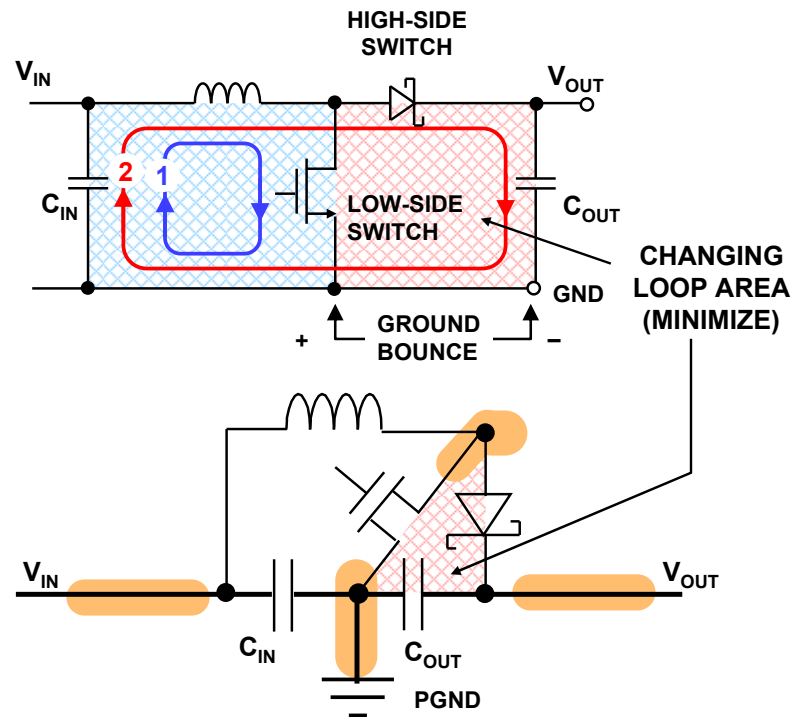 HIGH-SIDE
SWITCH
VIN
VOUT
2
1
CIN
LOW-SIDE
SWITCH
COUT
CHANGING
LOOP AREA
(MINIMIZE)
GND
+
GROUND
BOUNCE
–
VIN
VOUT
CIN
COUT
PGND